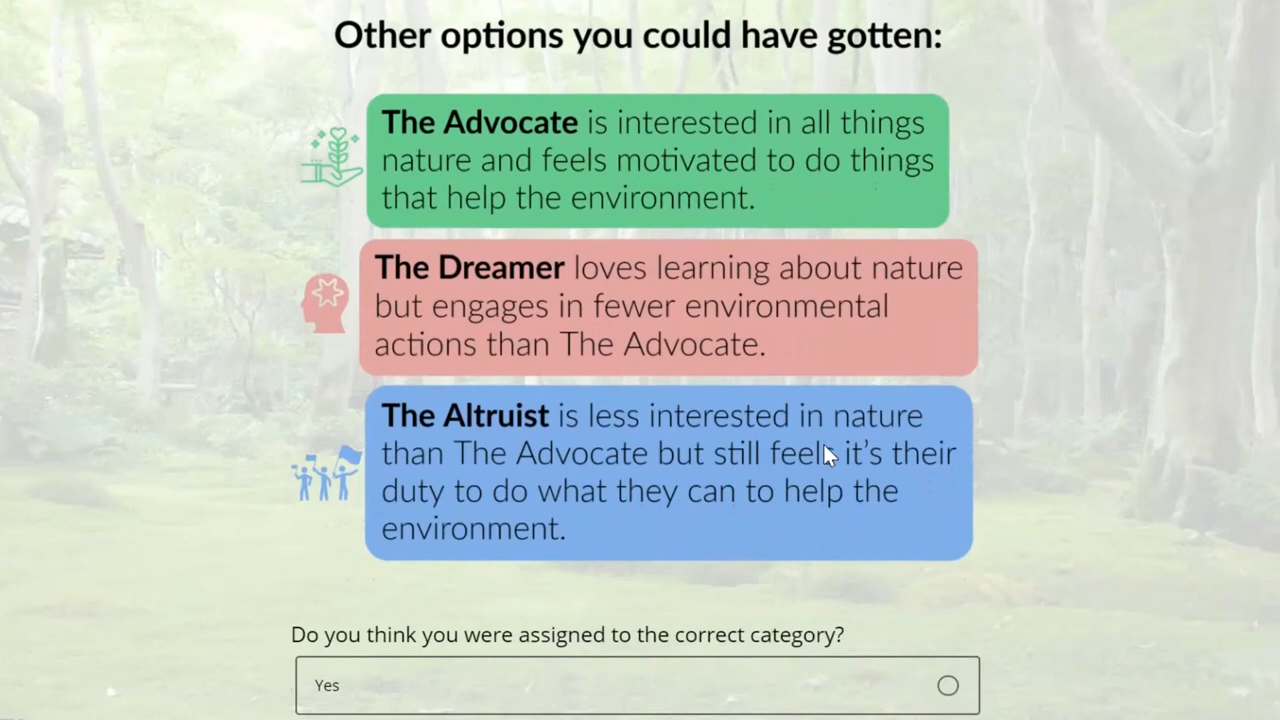 Other options you could have gotten:
The Advocate is interested in all things
nature and feels motivated to do things
that help the environment.
The Dreamer loves learning about nature
but engages in fewer environmental
actions than The Advocate.
The Altruist is less interested in nature
than The Advocate but still feels it's their
duty to do what they can to help the
environment.
Do you think you were assigned to the correct category?
Yes